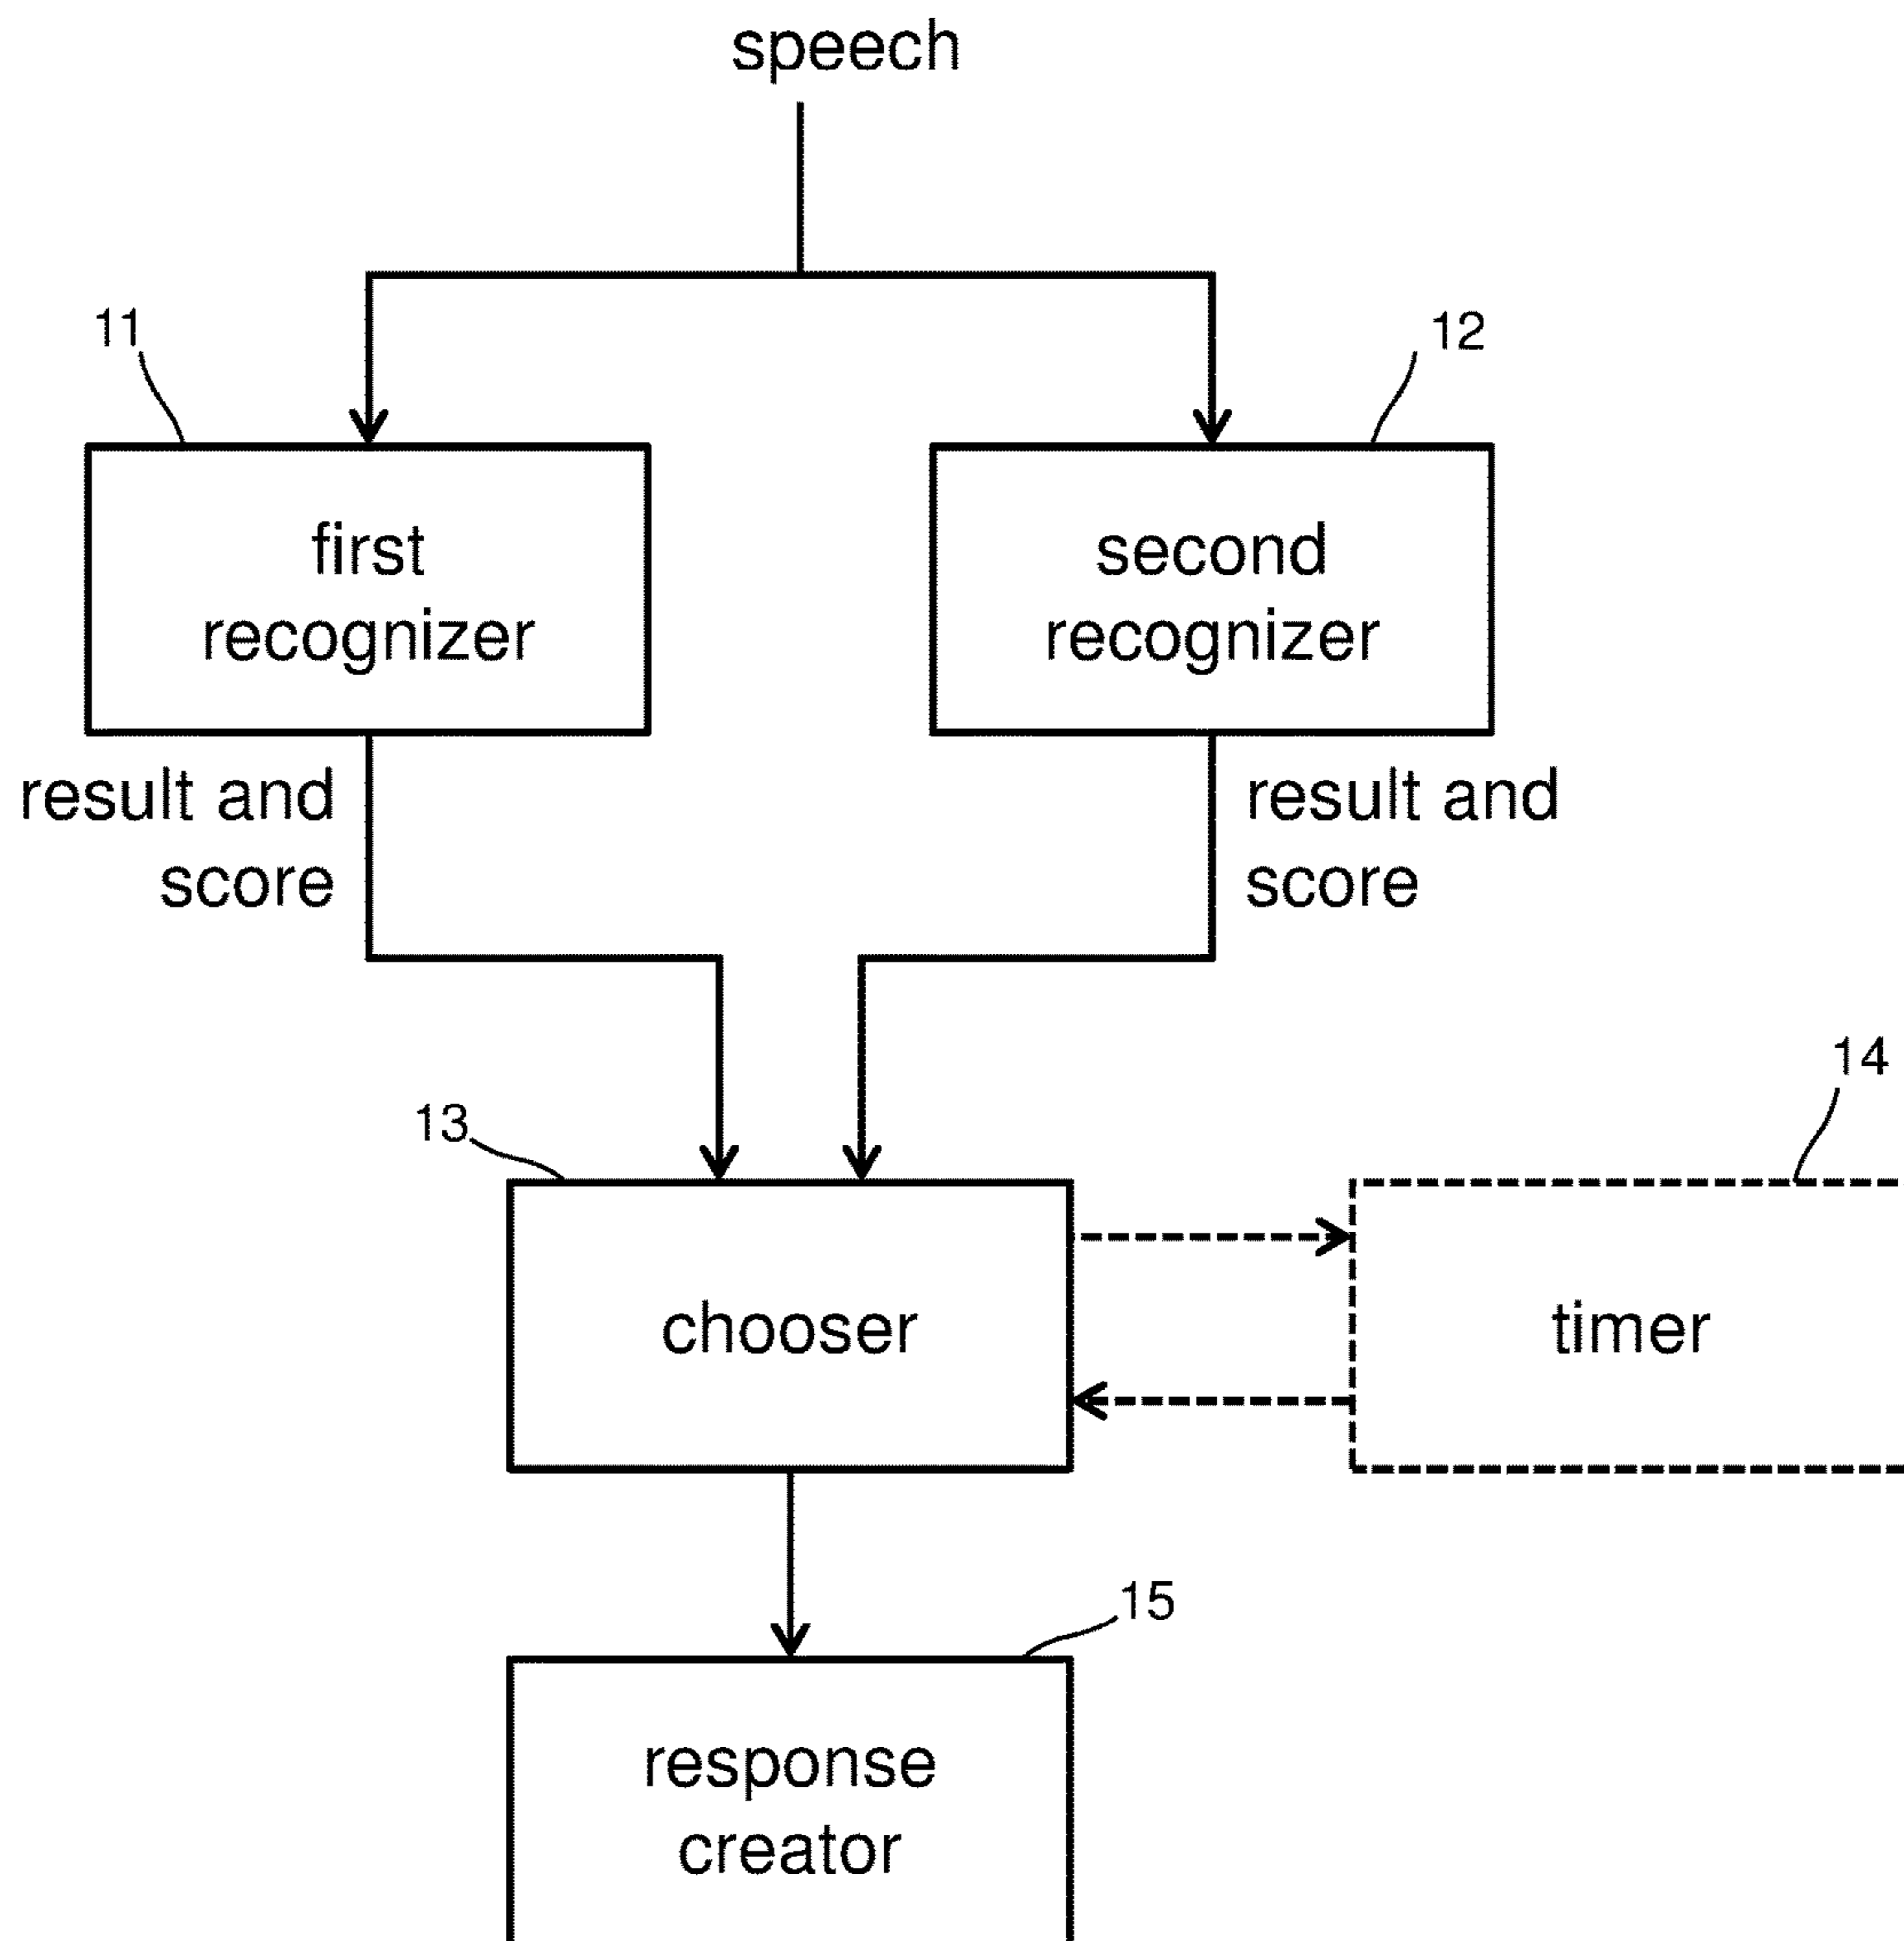 speech
11
12
first
recognizer
second
recognizer
result and
score
result and
score
14
13
chooser
timer
15
response
creator